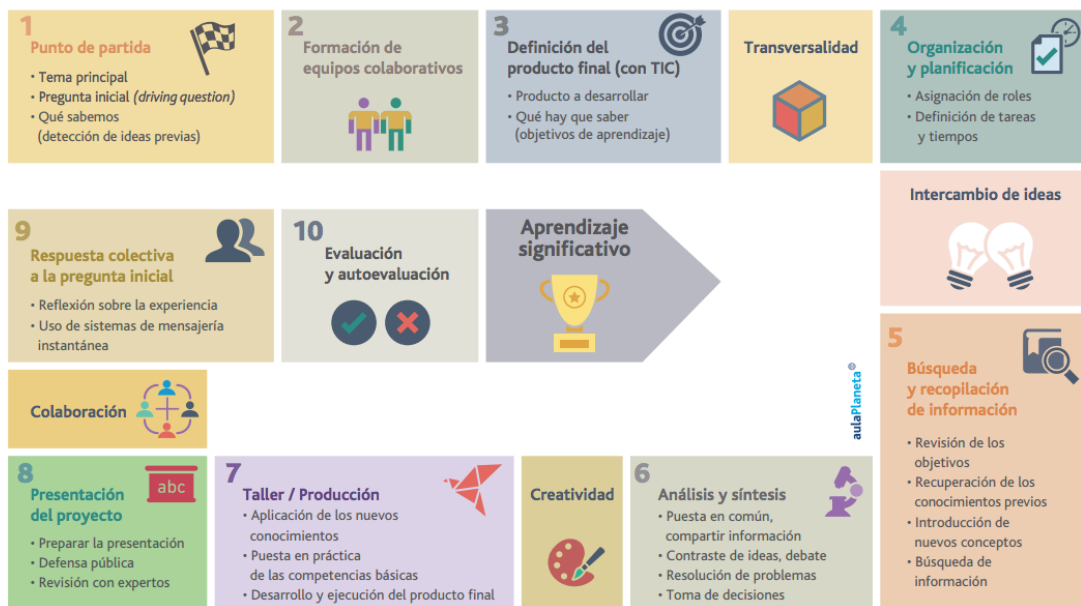 1
Punto de partida
• Tema principal
• Pregunta inicial (driving question)
• Qué sabemos
(detección de ideas previas)
2
Formación de
equipos colaborativos
3
Definición del
producto final (con TIC)
• Producto a desarrollar
• Qué hay que saber
(objetivos de aprendizaje)
Transversalidad
4
Organización
y planificación
• Asignación de roles
• Definición de tareas
y tiempos
Intercambio de ideas
5
Búsqueda
y recopilación
de información
• Revisión de los
objetivos
• Recuperación de los
conocimientos previos
• Introducción de
nuevos conceptos
• Búsqueda de
información
6
Análisis y síntesis
• Puesta en común,
compartir información
• Contraste de ideas, debate
• Resolución de problemas
• Toma de decisiones
Creatividad
7
Taller / Producción
• Aplicación de los nuevos
conocimientos
• Puesta en práctica
de las competencias básicas
• Desarrollo y ejecución del producto final
8
Presentación
del proyecto
abc
• Preparar la presentación
• Defensa pública
• Revisión con expertos
Colaboración
9
Respuesta colectiva
a la pregunta inicial
• Reflexión sobre la experiencia
• Uso de sistemas de mensajería
instantánea
10
Evaluación
y autoevaluación
Aprendizaje
significativo
aulaPlaneta